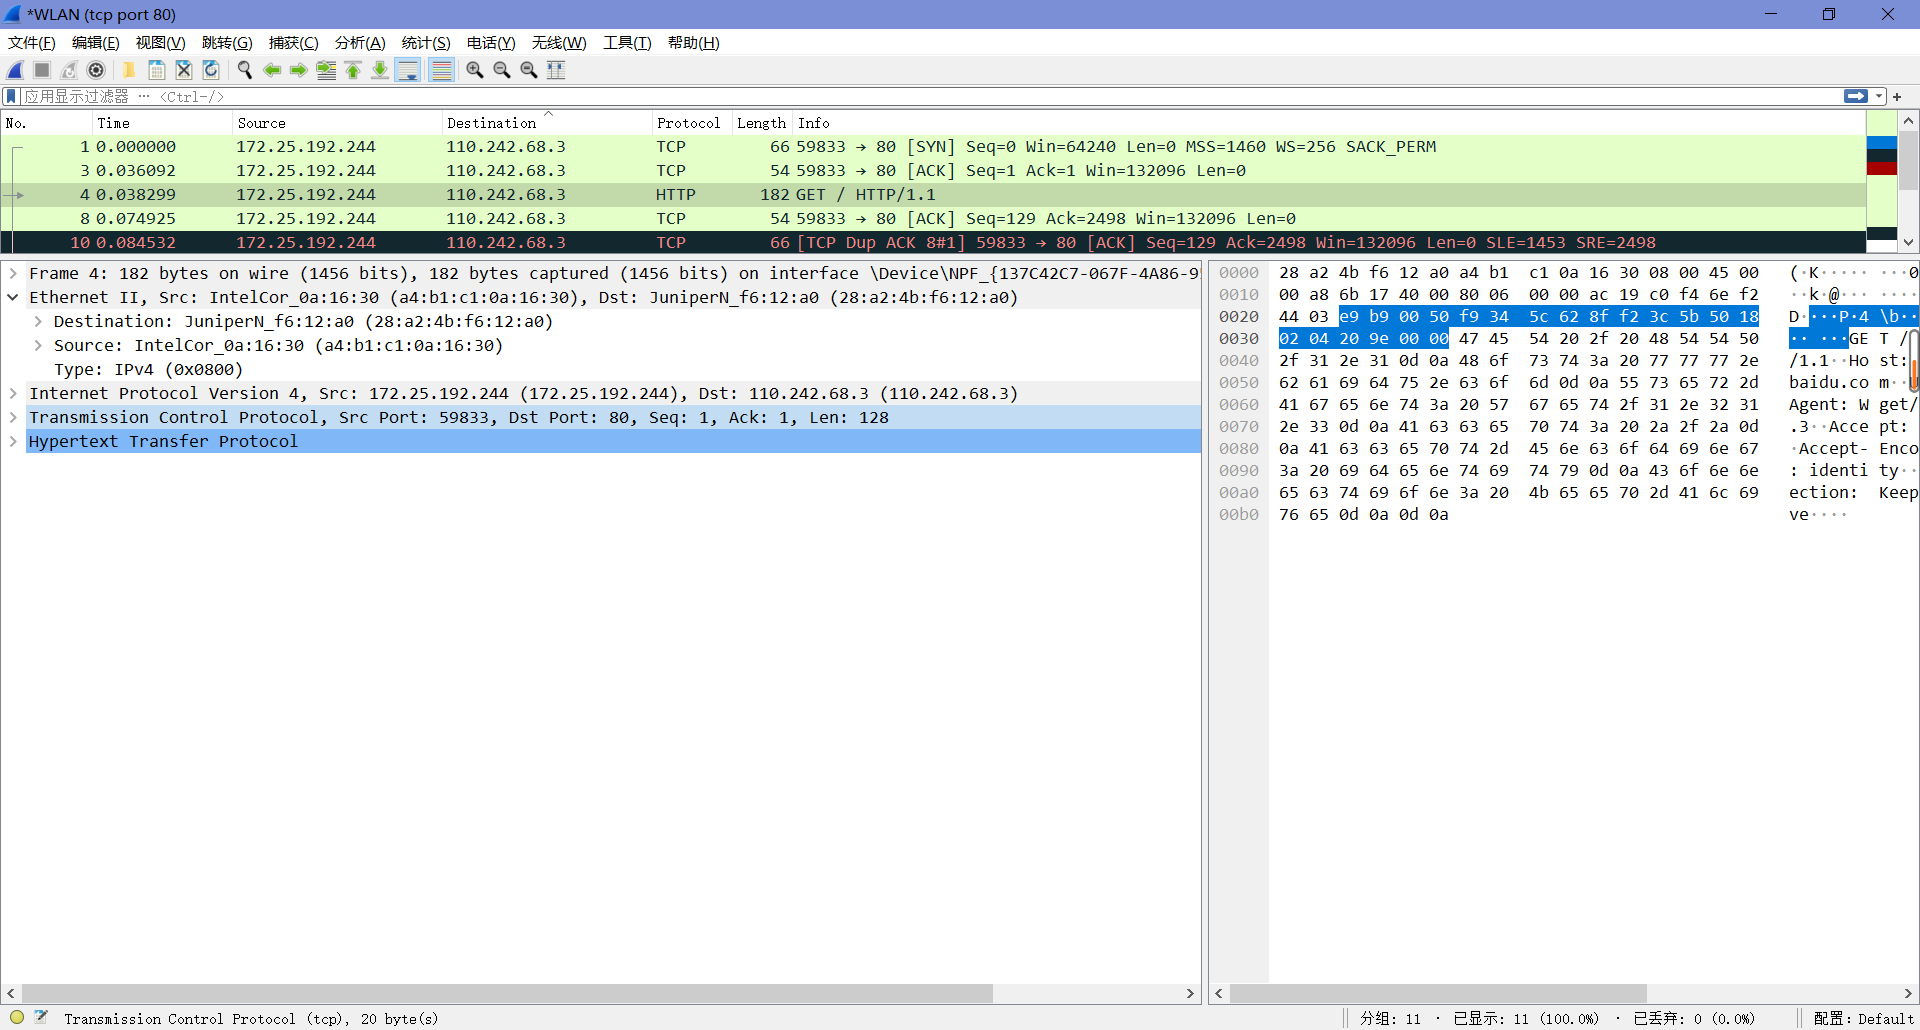 *WLAN (tcp port 80)
文件(F) 编辑(E) 视图(V) 跳转(G) 捕获(C) 分析(A) 统计(S) 电话(Y) 无线(W) 工具(T) 帮助(H)
应用显示过滤器 … <Ctrl-/>
No. Time Source Destination Protocol Length Info
1 0.000000 172.25.192.244 110.242.68.3 TCP 66 59833 → 80 [SYN] Seq=0 Win=64240 Len=0 MSS=1460 WS=256 SACK_PERM
3 0.036092 172.25.192.244 110.242.68.3 TCP 54 59833 → 80 [ACK] Seq=1 Ack=1 Win=132096 Len=0
4 0.038299 172.25.192.244 110.242.68.3 HTTP 182 GET / HTTP/1.1
8 0.074925 172.25.192.244 110.242.68.3 TCP 54 59833 → 80 [ACK] Seq=129 Ack=2498 Win=132096 Len=0
10 0.084532 172.25.192.244 110.242.68.3 TCP 66 [TCP Dup ACK 8#1] 59833 → 80 [ACK] Seq=129 Ack=2498 Win=132096 Len=0 SLE=1453 SRE=2498
Frame 4: 182 bytes on wire (1456 bits), 182 bytes captured (1456 bits) on interface \Device\NPF_{137C42C7-067F-4A86-9
Ethernet II, Src: IntelCor_0a:16:30 (a4:b1:c1:0a:16:30), Dst: JuniperN_f6:12:a0 (28:a2:4b:f6:12:a0)
Destination: JuniperN_f6:12:a0 (28:a2:4b:f6:12:a0)
Source: IntelCor_0a:16:30 (a4:b1:c1:0a:16:30)
Type: IPv4 (0x0800)
Internet Protocol Version 4, Src: 172.25.192.244 (172.25.192.244), Dst: 110.242.68.3 (110.242.68.3)
Transmission Control Protocol, Src Port: 59833, Dst Port: 80, Seq: 1, Ack: 1, Len: 128
Hypertext Transfer Protocol
0000 28 a2 4b f6 12 a0 a4 b1 c1 0a 16 30 08 00 45 00 (·K····· ···0
0010 00 a8 6b 17 40 00 80 06 00 00 ac 19 c0 f4 6e f2 ··k·@··· ····
0020 44 03 e9 b9 00 50 f9 34 5c 62 8f f2 3c 5b 50 18 D····P·4 \b··
0030 02 04 20 9e 00 00 47 45 54 20 2f 20 48 54 54 50 ·· ···GE T /
0040 2f 31 2e 31 0d 0a 48 6f 73 74 3a 20 77 77 77 2e /1.1··Ho st:
0050 62 61 69 64 75 2e 63 6f 6d 0d 0a 55 73 65 72 2d baidu.co m··U
0060 41 67 65 6e 74 3a 20 57 67 65 74 2f 31 2e 32 31 Agent: W get/
0070 2e 33 0d 0a 41 63 63 65 70 74 3a 20 2a 2f 2a 0d .3··Acce pt:
0080 0a 41 63 63 65 70 74 2d 45 6e 63 6f 64 69 6e 67 ·Accept- Enco
0090 3a 20 69 64 65 6e 74 69 74 79 0d 0a 43 6f 6e 6e : identi ty··
00a0 65 63 74 69 6f 6e 3a 20 4b 65 65 70 2d 41 6c 69 ection: Keep
00b0 76 65 0d 0a 0d 0a ve····
Transmission Control Protocol (tcp), 20 byte(s)
分组: 11 · 已显示: 11 (100.0%) · 已丢弃: 0 (0.0%)
配置: Default